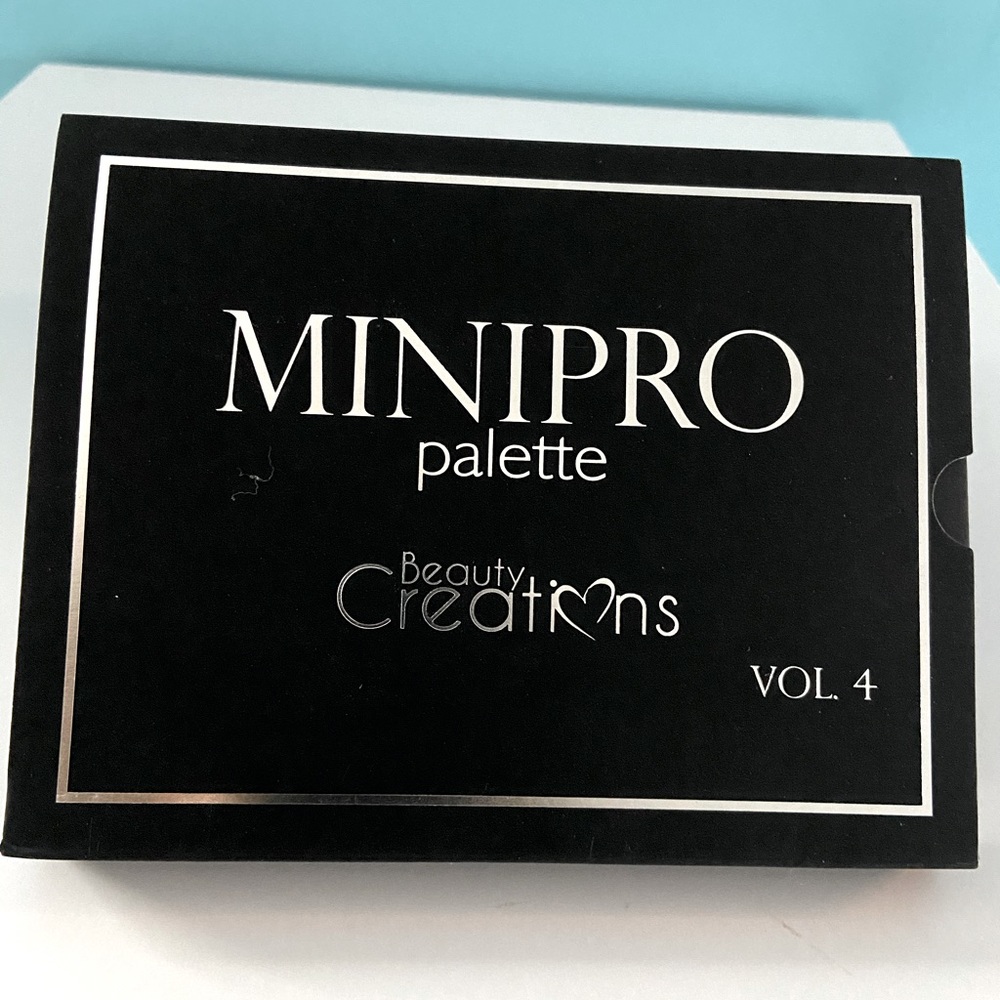 MINIPRO
palette
Beauty
Creations
VOL. 4